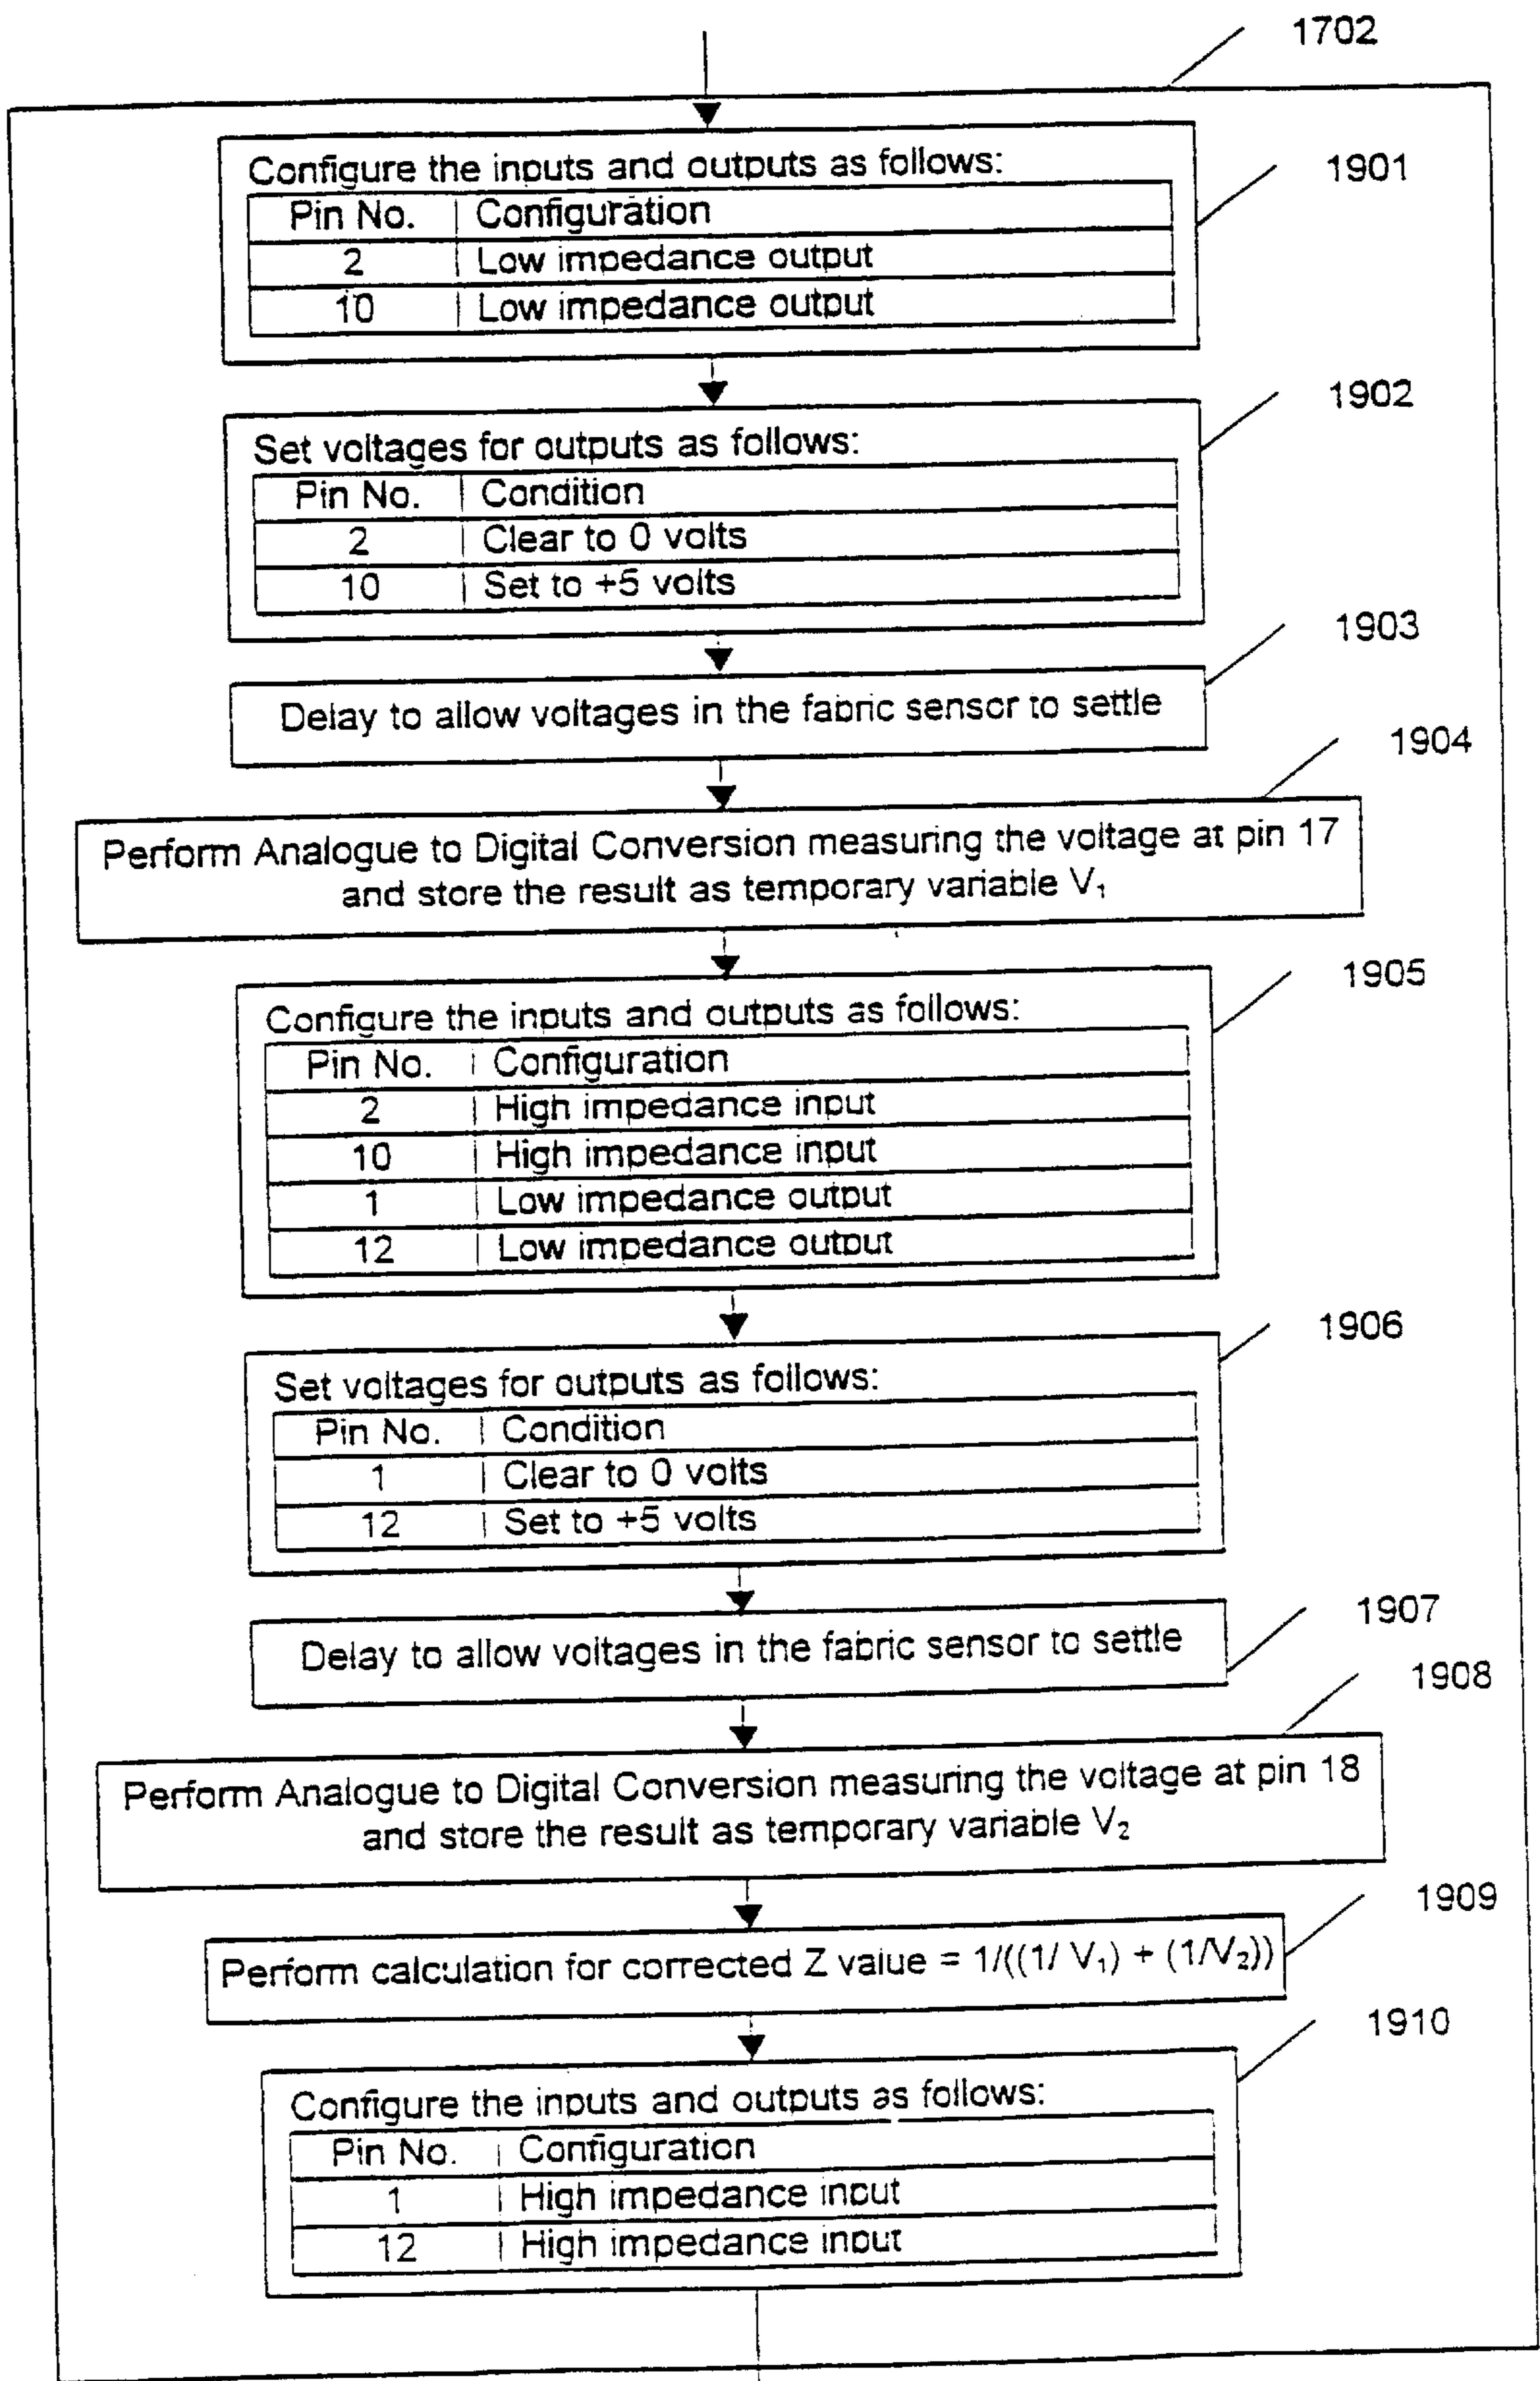 1702
Configure the inputs and outputs as follows:
1901
Pin No. Configuration
2 Low impedance output
10 Low impedance output
1902
Set voltages for outputs as follows:
Pin No. Condition
2 Clear to 0 volts
10 Set to +5 volts
1903
Delay to allow voltages in the fabric sensor to settle
1904
Perform Analogue to Digital Conversion measuring the voltage at pin 17
and store the result as temporary variable V₁
1905
Configure the inputs and outputs as follows:
Pin No. Configuration
2 High impedance input
10 High impedance input
1 Low impedance output
12 Low impedance output
1906
Set voltages for outputs as follows:
Pin No. Condition
1 Clear to 0 volts
12 Set to +5 volts
1907
Delay to allow voltages in the fabric sensor to settle
1908
Perform Analogue to Digital Conversion measuring the voltage at pin 18
and store the result as temporary variable V₂
1909
Perform calculation for corrected Z value = 1/((1/ V₁) + (1/V₂))
1910
Configure the inputs and outputs as follows:
Pin No. Configuration
1 High impedance input
12 High impedance input